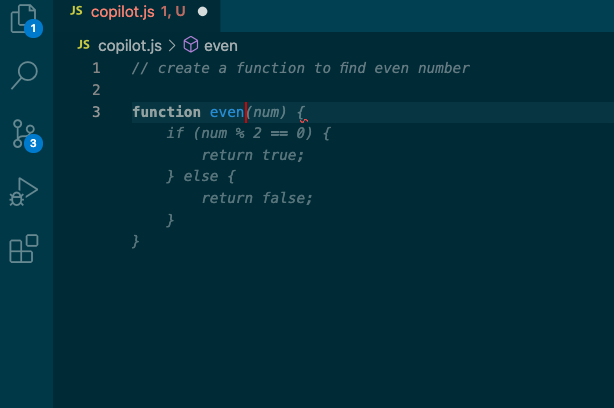 JS copilot.js 1, U
JS copilot.js > even
1 // create a function to find even number
2
3 function even(num) {
if (num % 2 == 0) {
return true;
} else {
return false;
}
}
1
3